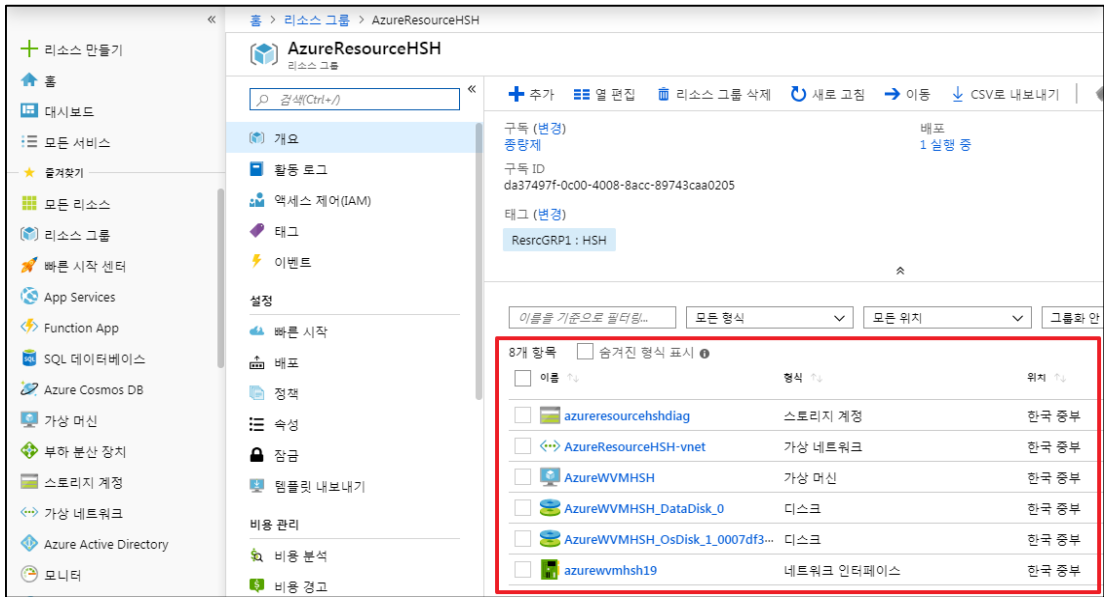 «
홈 > 리소스 그룹 > AzureResourceHSH
리소스 만들기
홈
대시보드
모든 서비스
즐겨찾기
모든 리소스
리소스 그룹
빠른 시작 센터
App Services
Function App
SQL 데이터베이스
Azure Cosmos DB
가상 머신
부하 분산 장치
스토리지 계정
가상 네트워크
Azure Active Directory
모니터
AzureResourceHSH
리소스 그룹
검색(Ctrl+/)
«
개요
활동 로그
액세스 제어(IAM)
태그
이벤트
설정
빠른 시작
배포
정책
속성
잠금
템플릿 내보내기
비용 관리
비용 분석
비용 경고
추가 열 편집 리소스 그룹 삭제 새로 고침 이동 CSV로 내보내기
구독 (변경) 배포
종량제 1 실행 중
구독 ID
da37497f-0c00-4008-8acc-89743caa0205
태그 (변경)
ResrcGRP1 : HSH
이름을 기준으로 필터링... 모든 형식 모든 위치 그룹화 안
8개 항목 숨겨진 형식 표시
이름 ↑↓ 형식 ↑↓ 위치 ↑↓
azureresourcehshdiag 스토리지 계정 한국 중부
AzureResourceHSH-vnet 가상 네트워크 한국 중부
AzureWVMHSH 가상 머신 한국 중부
AzureWVMHSH_DataDisk_0 디스크 한국 중부
AzureWVMHSH_OsDisk_1_0007df3··· 디스크 한국 중부
azurewvmhsh19 네트워크 인터페이스 한국 중부